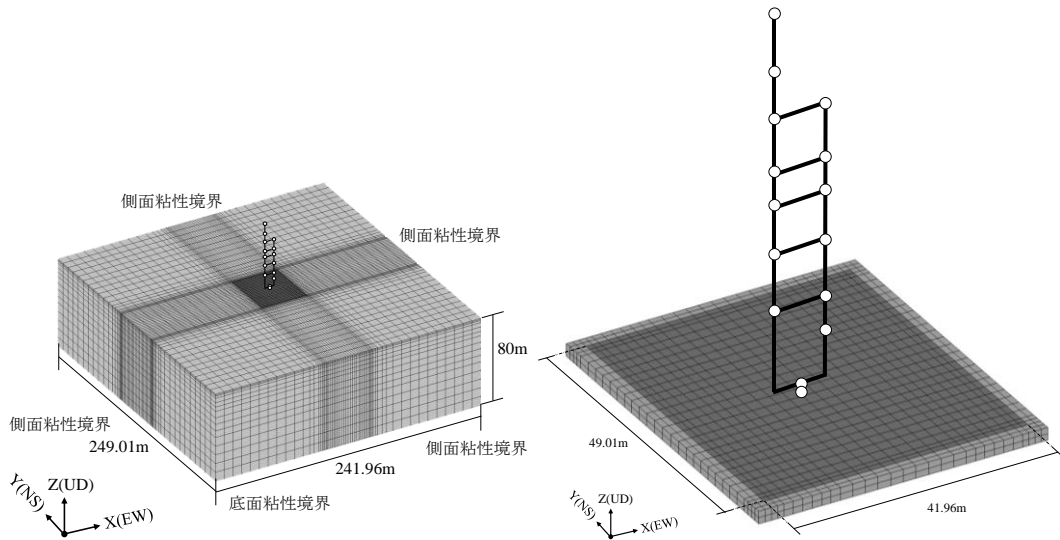 側面粘性境界
側面粘性境界
80m
側面粘性境界
249.01m
241.96m
側面粘性境界
底面粘性境界
Y(NS)
Z(UD)
X(EW)
49.01m
41.96m
Y(NS)
Z(UD)
X(EW)